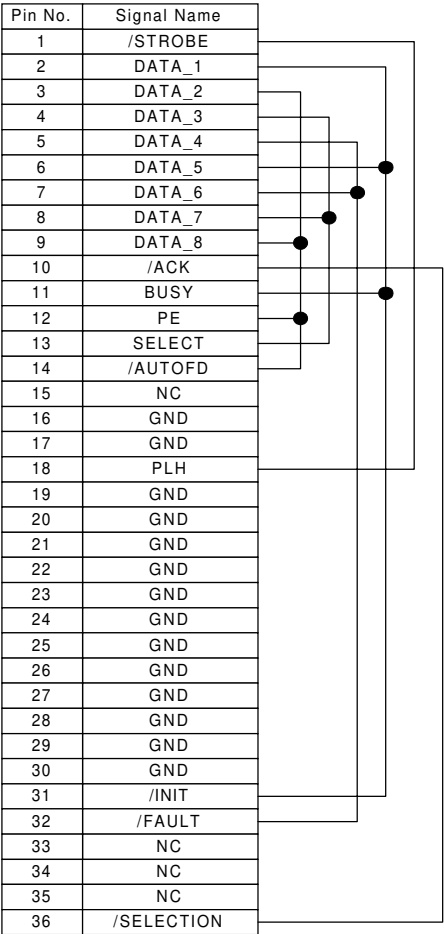 Pin No. Signal Name
1 /STROBE
2 DATA_1
3 DATA_2
4 DATA_3
5 DATA_4
6 DATA_5
7 DATA_6
8 DATA_7
9 DATA_8
10 /ACK
11 BUSY
12 PE
13 SELECT
14 /AUTOFD
15 NC
16 GND
17 GND
18 PLH
19 GND
20 GND
21 GND
22 GND
23 GND
24 GND
25 GND
26 GND
27 GND
28 GND
29 GND
30 GND
31 /INIT
32 /FAULT
33 NC
34 NC
35 NC
36 /SELECTION